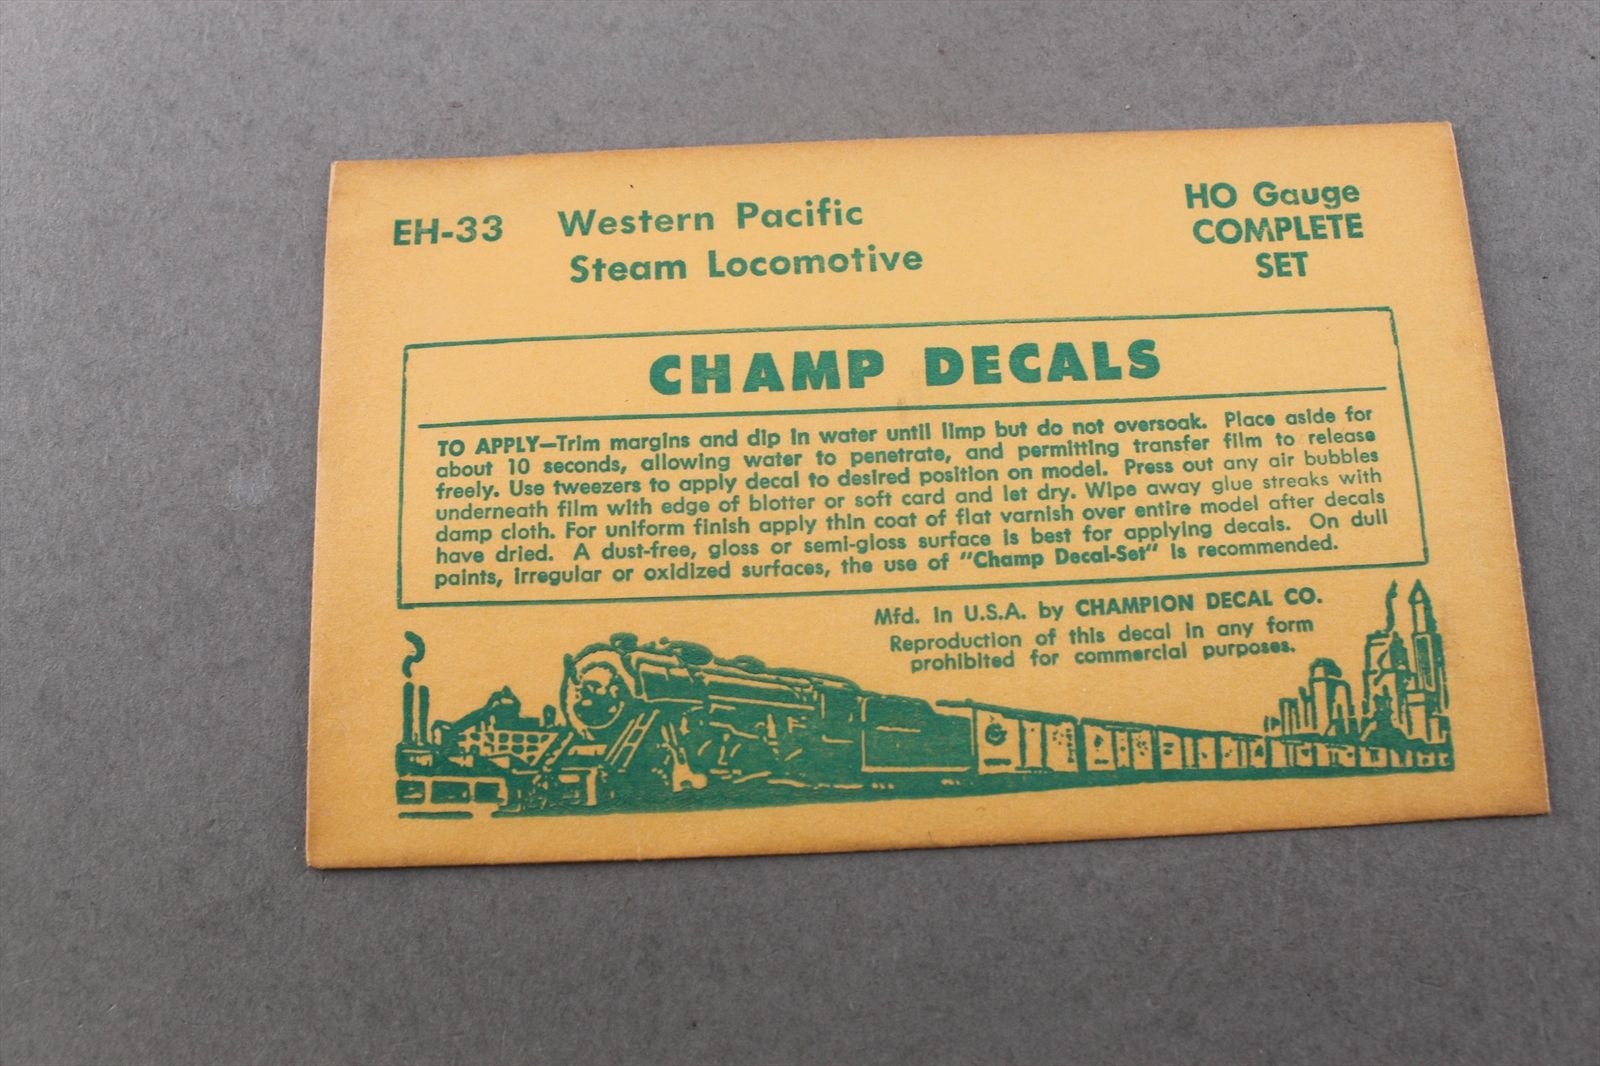 EH-33 Western Pacific
Steam Locomotive
HO Gauge
COMPLETE
SET
CHAMP DECALS
TO APPLY—Trim margins and dip in water until limp but do not oversoak. Place aside for
about 10 seconds, allowing water to penetrate, and permitting transfer film to release
freely. Use tweezers to apply decal to desired position on model. Press out any air bubbles
underneath film with edge of blotter or soft card and let dry. Wipe away glue streaks with
damp cloth. For uniform finish apply thin coat of flat varnish over entire model after decals
have dried. A dust-free, gloss or semi-gloss surface is best for applying decals. On dull
paints, irregular or oxidized surfaces, the use of "Champ Decal-Set" is recommended.
Mfd. in U.S.A. by CHAMPION DECAL CO.
Reproduction of this decal in any form
prohibited for commercial purposes.